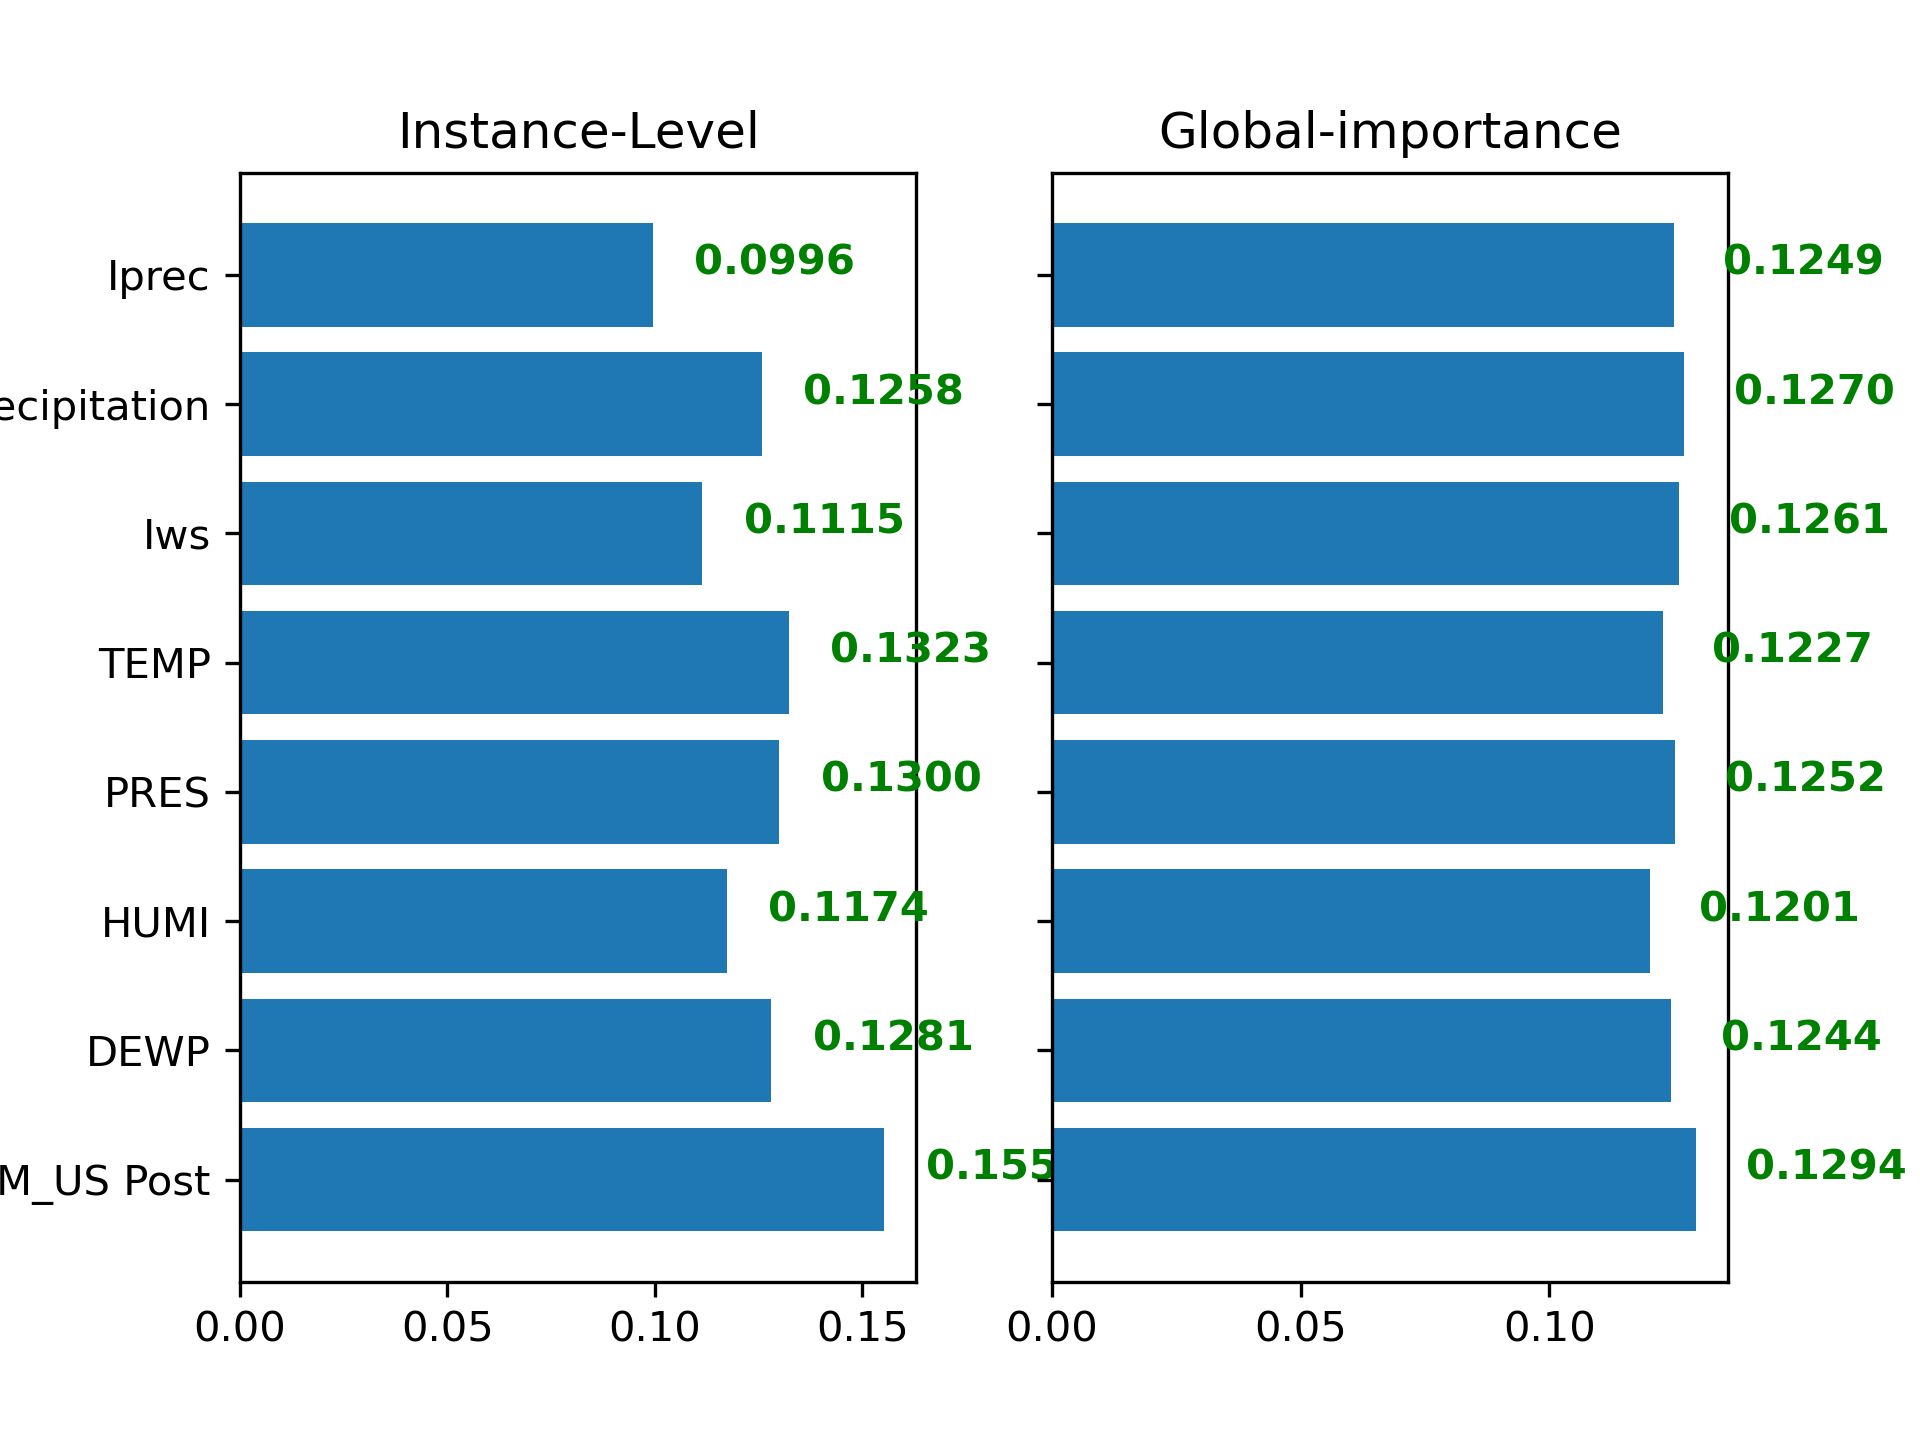 Instance-Level
Global-importance
Iprec
0.0996
0.1249
ecipitation
0.1258
0.1270
Iws
0.1115
0.1261
TEMP
0.1323
0.1227
PRES
0.1300
0.1252
HUMI
0.1174
0.1201
DEWP
0.1281
0.1244
M_US Post
0.155
0.1294
0.00 0.05 0.10 0.15
0.00 0.05 0.10